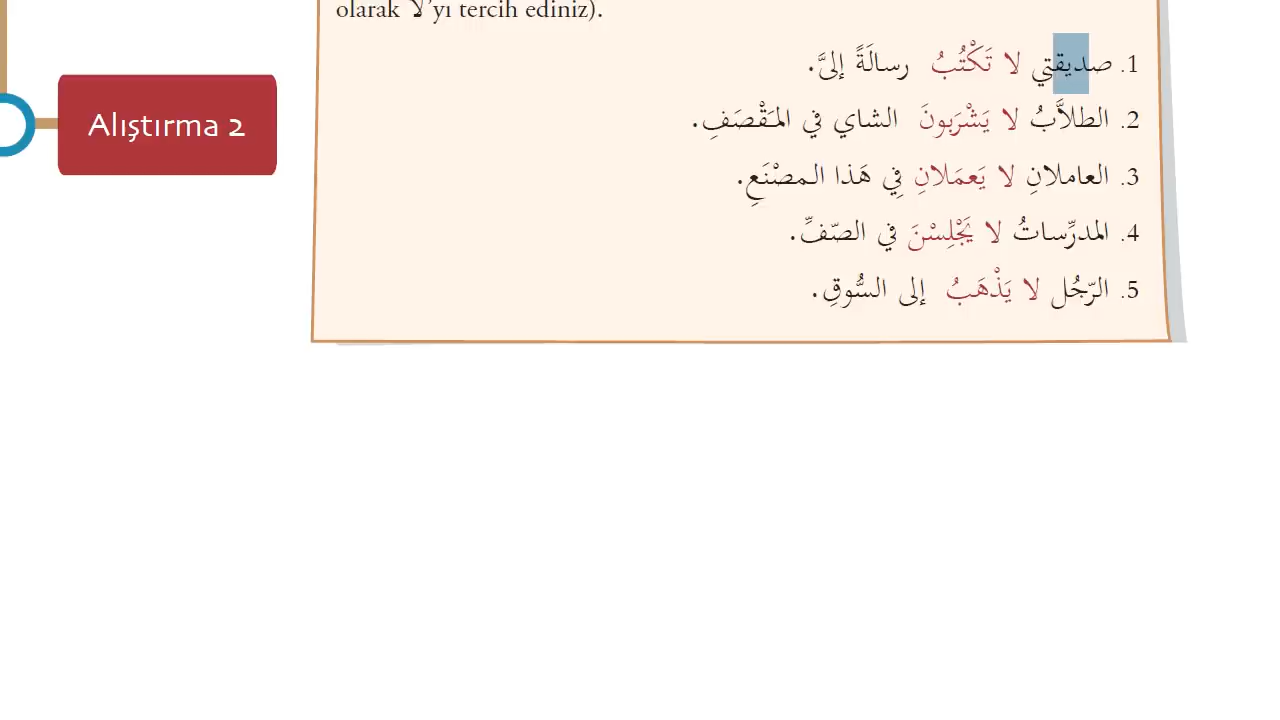 olarak لا'yı tercih ediniz).
Alıştırma 2
1. صديقتي لا تَكْتُبُ رسالَةً إلىَّ.
2. الطلاَّبُ لا يَشْرَبونَ الشاي في المَقْصَفِ.
3. العاملانِ لا يَعمَلانِ فِي هَذا المصْنَعِ.
4. المدرِّساتُ لا يَجْلِسْنَ في الصّفِّ.
5. الرّجُل لا يَذْهَبُ إلى السُّوقِ.